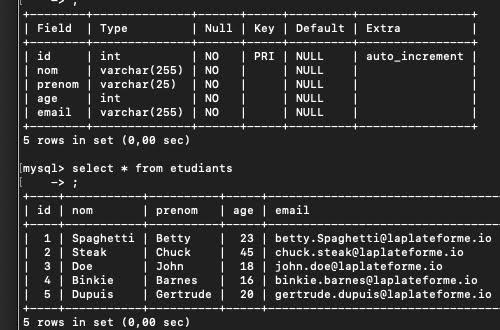 -> ;
+--------+--------------+------+-----+---------+----------------+
| Field | Type | Null | Key | Default | Extra |
+--------+--------------+------+-----+---------+----------------+
| id | int | NO | PRI | NULL | auto_increment |
| nom | varchar(255) | NO | | NULL | |
| prenom | varchar(25) | NO | | NULL | |
| age | int | NO | | NULL | |
| email | varchar(255) | NO | | NULL | |
+--------+--------------+------+-----+---------+----------------+
5 rows in set (0,00 sec)
[mysql> select * from etudiants
[ -> ;
+----+-----------+----------+-----+--------------------------------
| id | nom | prenom | age | email
+----+-----------+----------+-----+--------------------------------
| 1 | Spaghetti | Betty | 23 | betty.Spaghetti@laplateforme.io
| 2 | Steak | Chuck | 45 | chuck.steak@laplateforme.io
| 3 | Doe | John | 18 | john.doe@laplateforme.io
| 4 | Binkie | Barnes | 16 | binkie.barnes@laplateforme.io
| 5 | Dupuis | Gertrude | 20 | gertrude.dupuis@laplateforme.io
+----+-----------+----------+-----+--------------------------------
5 rows in set (0,00 sec)